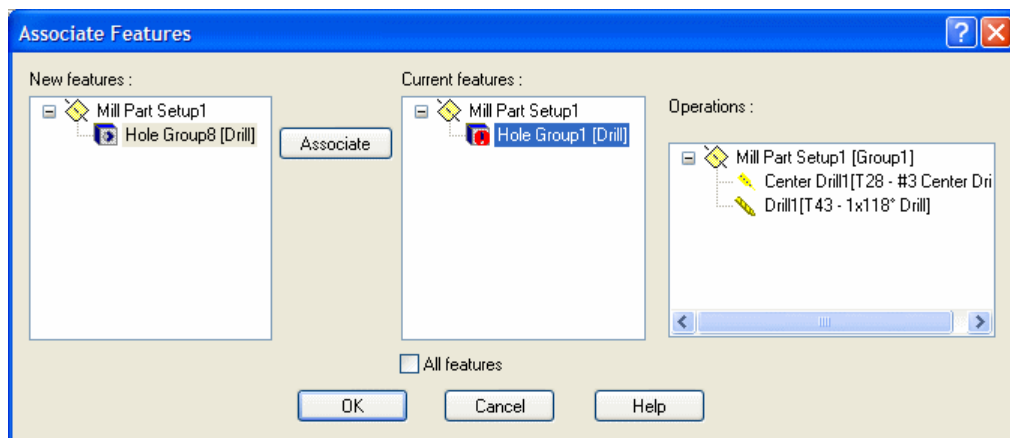 Associate Features
New features :
Mill Part Setup1
Hole Group8 [Drill]
Associate
Current features :
Mill Part Setup1
Hole Group1 [Drill]
All features
Operations :
Mill Part Setup1 [Group1]
Center Drill1[T28 - #3 Center Dri
Drill1[T43 - 1x118° Drill]
OK
Cancel
Help